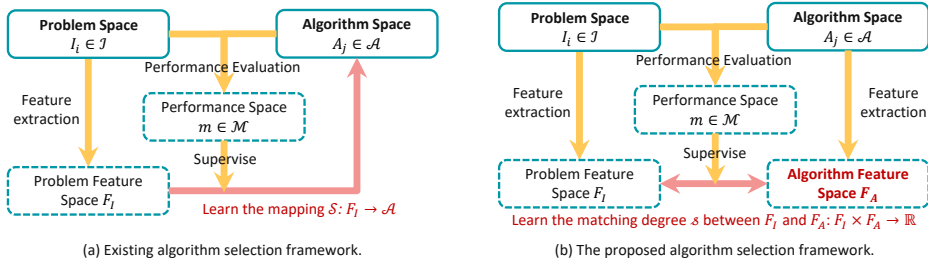 Problem Space
I_i ∈ 𝓘
Algorithm Space
A_j ∈ 𝒜
Performance Evaluation
Feature
extraction
Performance Space
m ∈ ℳ
Supervise
Problem Feature
Space F_I
Learn the mapping 𝒮: F_I → 𝒜
(a) Existing algorithm selection framework.
Problem Space
I_i ∈ 𝓘
Algorithm Space
A_j ∈ 𝒜
Performance Evaluation
Feature
extraction
Performance Space
m ∈ ℳ
Feature
extraction
Supervise
Problem Feature
Space F_I
Algorithm Feature
Space F_A
Learn the matching degree 𝓈 between F_I and F_A: F_I × F_A → ℝ
(b) The proposed algorithm selection framework.